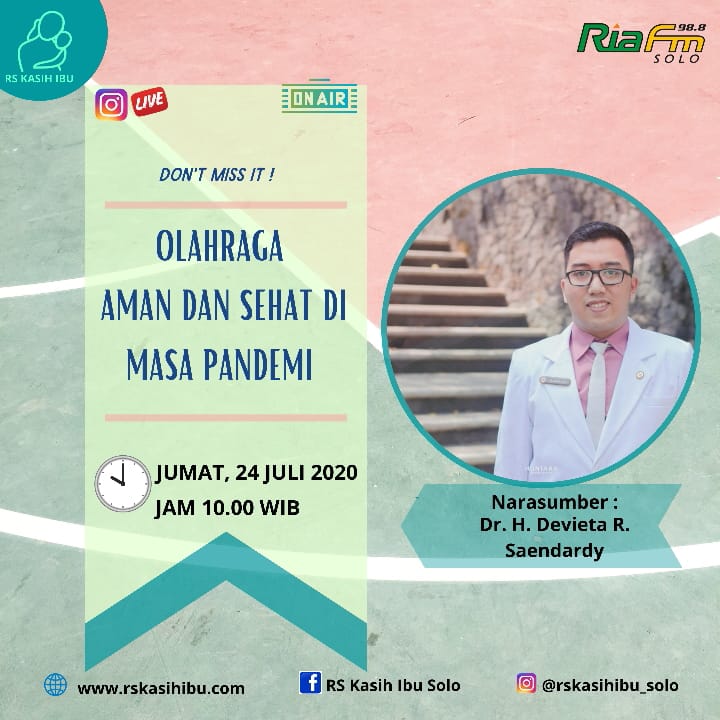 RS KASIH IBU
RiaFm 98.8
SOLO
LIVE
ON AIR
DON'T MISS IT !
OLAHRAGA
AMAN DAN SEHAT DI
MASA PANDEMI
JUMAT, 24 JULI 2020
JAM 10.00 WIB
Narasumber :
Dr. H. Devieta R.
Saendardy
www.rskasihibu.com
RS Kasih Ibu Solo
@rskasihibu_solo